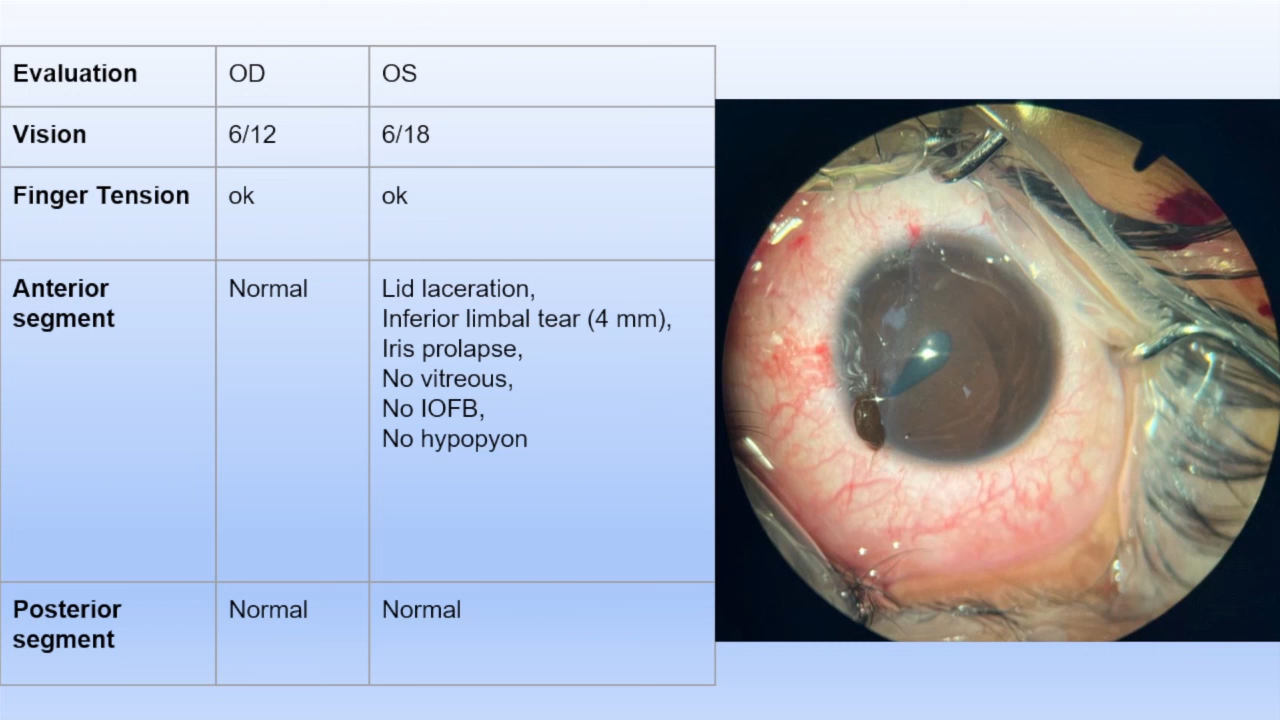 Evaluation OD OS
Vision 6/12 6/18
Finger Tension ok ok
Anterior segment Normal Lid laceration,
Inferior limbal tear (4 mm),
Iris prolapse,
No vitreous,
No IOFB,
No hypopyon
Posterior segment Normal Normal